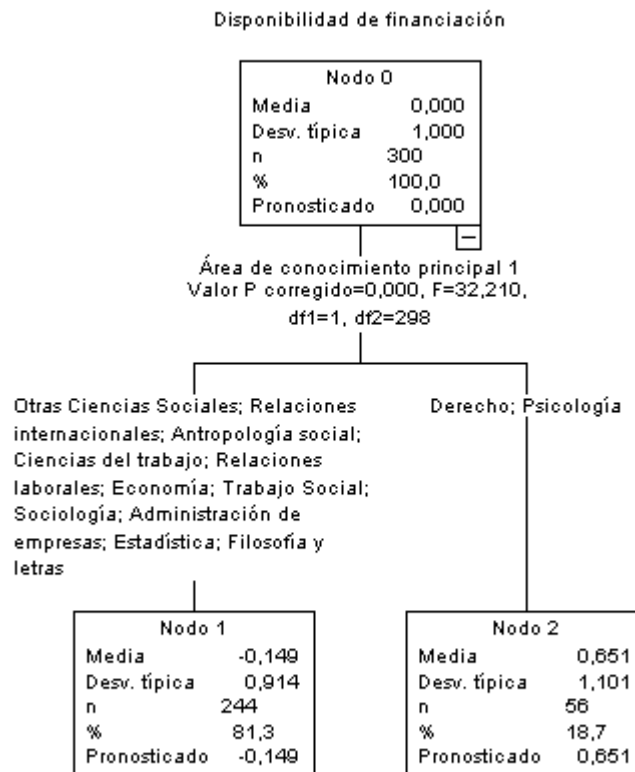 Disponibilidad de financiación
Nodo 0
Media 0,000
Desv. típica 1,000
n 300
% 100,0
Pronosticado 0,000
Área de conocimiento principal 1
Valor P corregido=0,000, F=32,210,
df1=1, df2=298
Otras Ciencias Sociales; Relaciones
internacionales; Antropología social;
Ciencias del trabajo; Relaciones
laborales; Economía; Trabajo Social;
Sociología; Administración de
empresas; Estadística; Filosofía y
letras
Derecho; Psicología
Nodo 1
Media -0,149
Desv. típica 0,914
n 244
% 81,3
Pronosticado -0,149
Nodo 2
Media 0,651
Desv. típica 1,101
n 56
% 18,7
Pronosticado 0,651